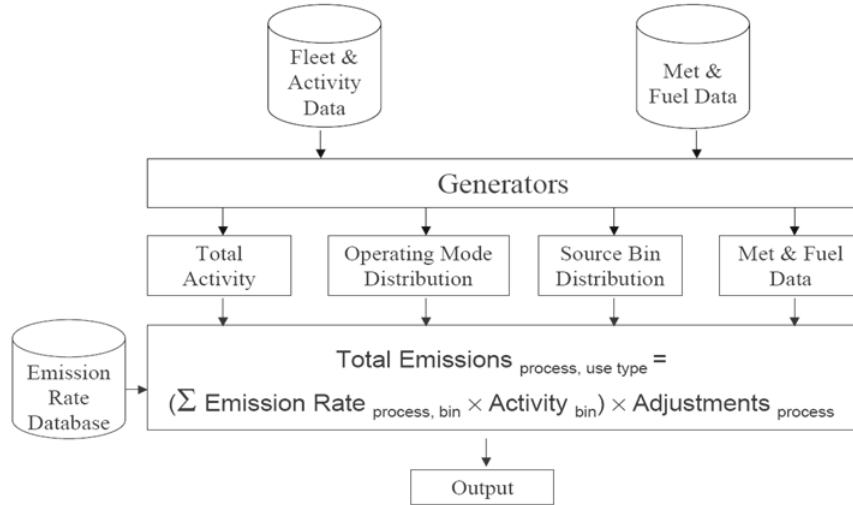 Fleet &
Activity
Data
Met &
Fuel Data
Generators
Total
Activity
Operating Mode
Distribution
Source Bin
Distribution
Met & Fuel
Data
Emission
Rate
Database
Total Emissions process, use type =
(Σ Emission Rate process, bin × Activity bin) × Adjustments process
Output